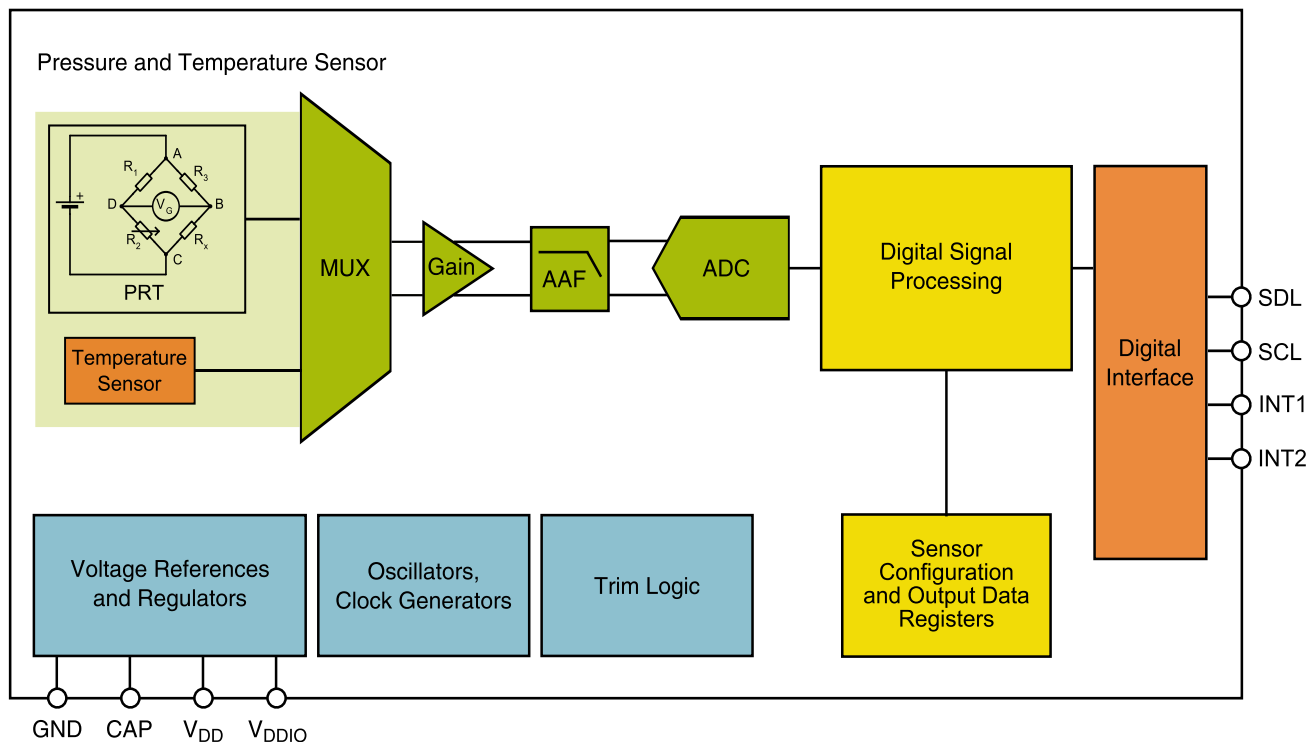 Pressure and Temperature Sensor
A
R1
R3
+
D
VG
B
R2
Rx
C
PRT
Temperature
Sensor
MUX
Gain
AAF
ADC
Digital Signal
Processing
Digital
Interface
SDL
SCL
INT1
INT2
Voltage References
and Regulators
Oscillators,
Clock Generators
Trim Logic
Sensor
Configuration
and Output Data
Registers
GND
CAP
VDD
VDDIO